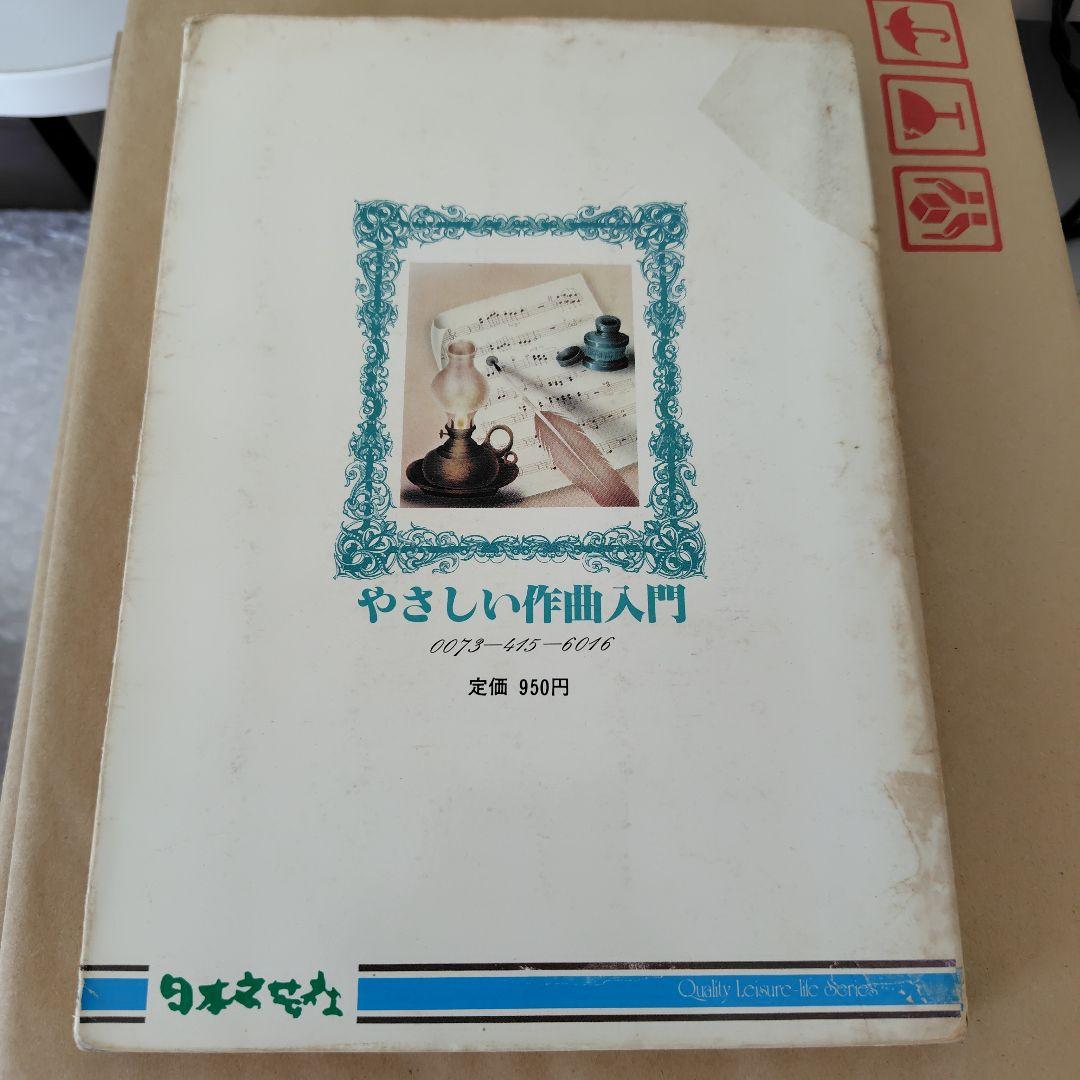 やさしい作曲入門
0073—415—6016
定価 950円
日本文芸社
Quality Leisure-life Series